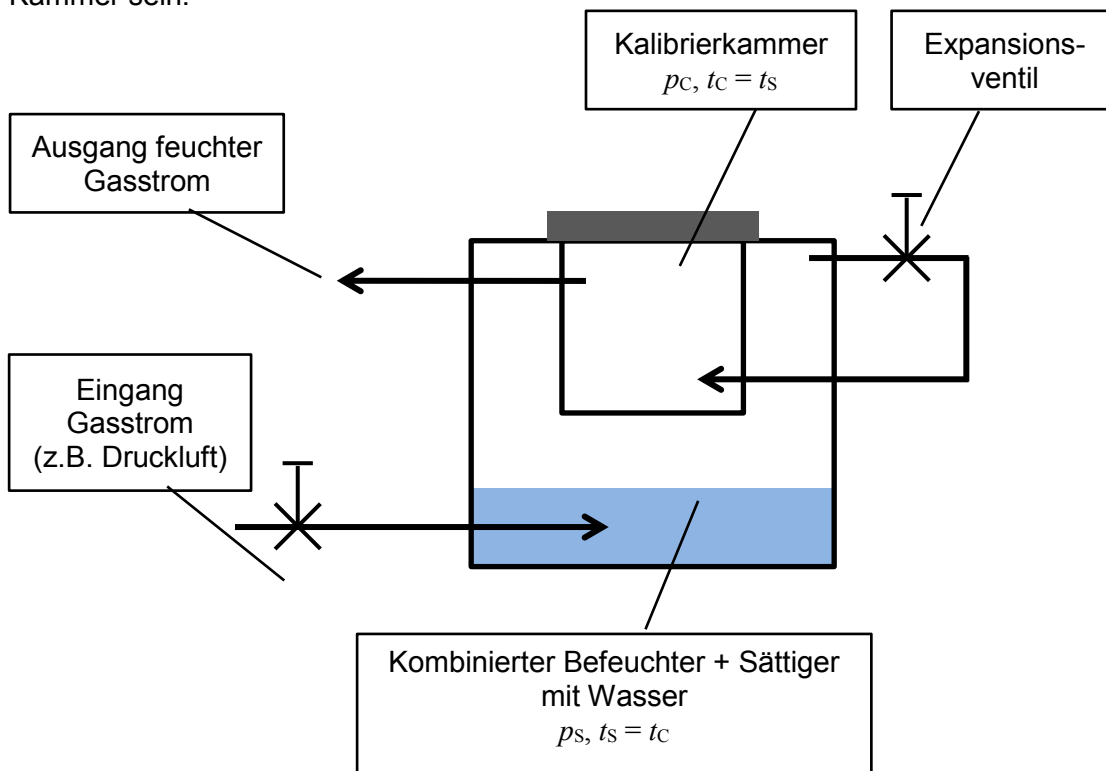 Kammer sein.
Kalibrierkammer
pC, tC = tS
Expansions-
ventil
Ausgang feuchter
Gasstrom
Eingang
Gasstrom
(z.B. Druckluft)
Kombinierter Befeuchter + Sättiger
mit Wasser
pS, tS = tC